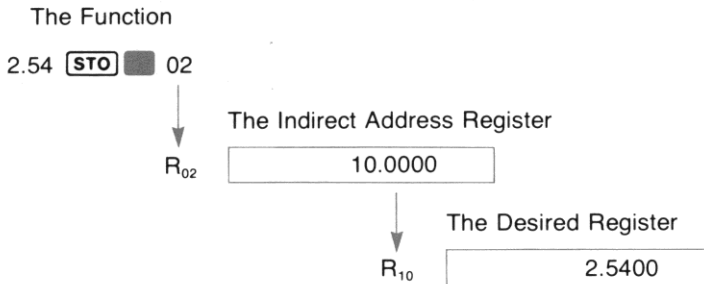 The Function
2.54 STO 02
The Indirect Address Register
R02 10.0000
The Desired Register
R10 2.5400